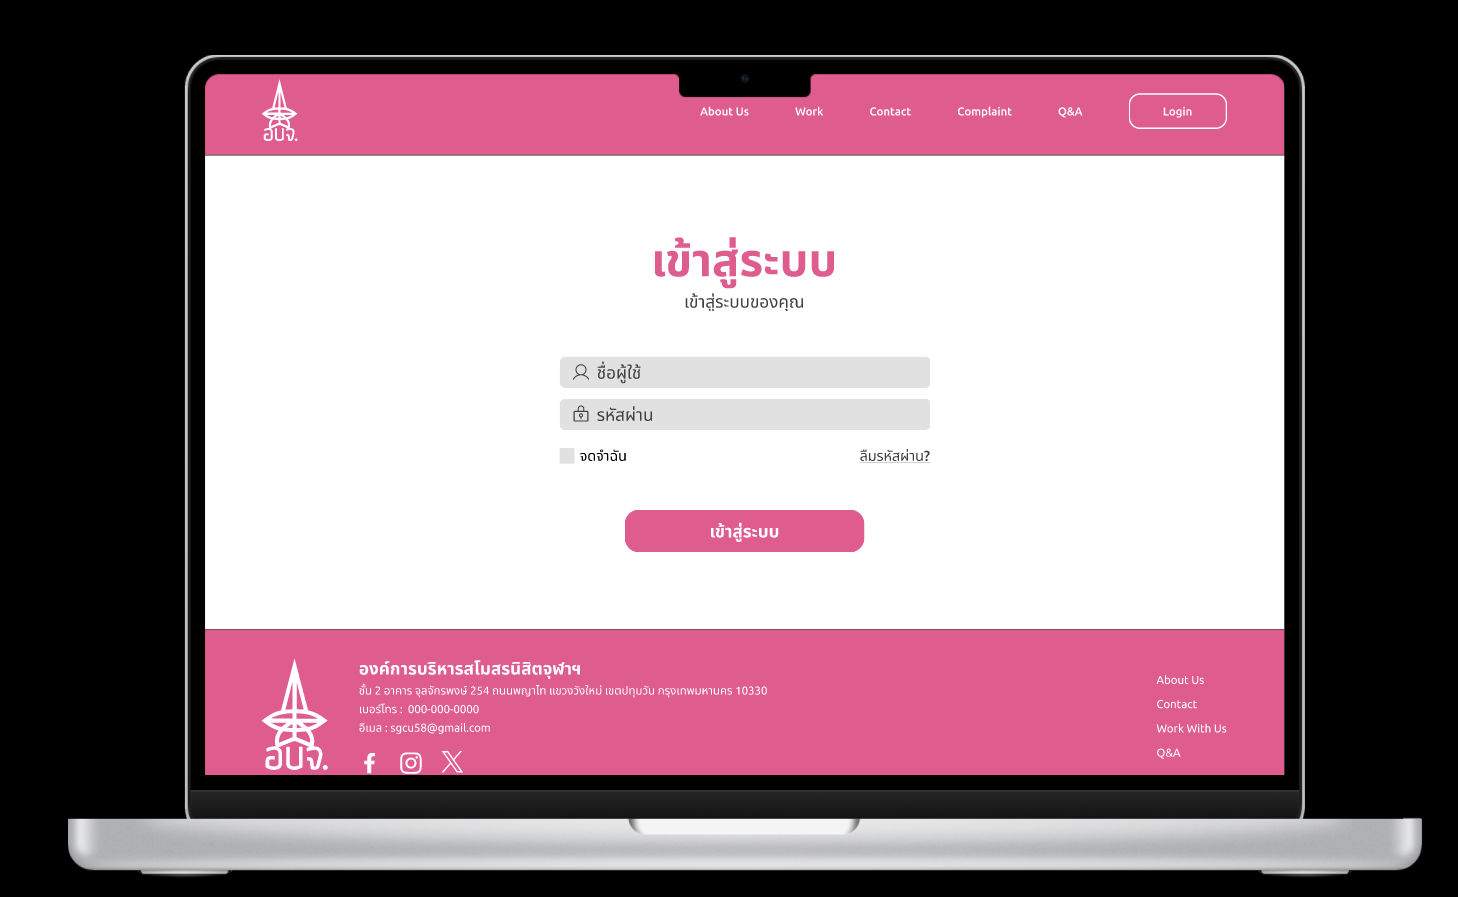 อบจ.
About Us
Work
Contact
Complaint
Q&A
Login
เข้าสู่ระบบ
เข้าสู่ระบบของคุณ
ชื่อผู้ใช้
รหัสผ่าน
จดจำฉัน
ลืมรหัสผ่าน?
เข้าสู่ระบบ
อบจ.
องค์การบริหารสโมสรนิสิตจุฬาฯ
ชั้น 2 อาคาร จุลจักรพงษ์ 254 ถนนพญาไท แขวงวังใหม่ เขตปทุมวัน กรุงเทพมหานคร 10330
เบอร์โทร : 000-000-0000
อีเมล : sgcu58@gmail.com
About Us
Contact
Work With Us
Q&A